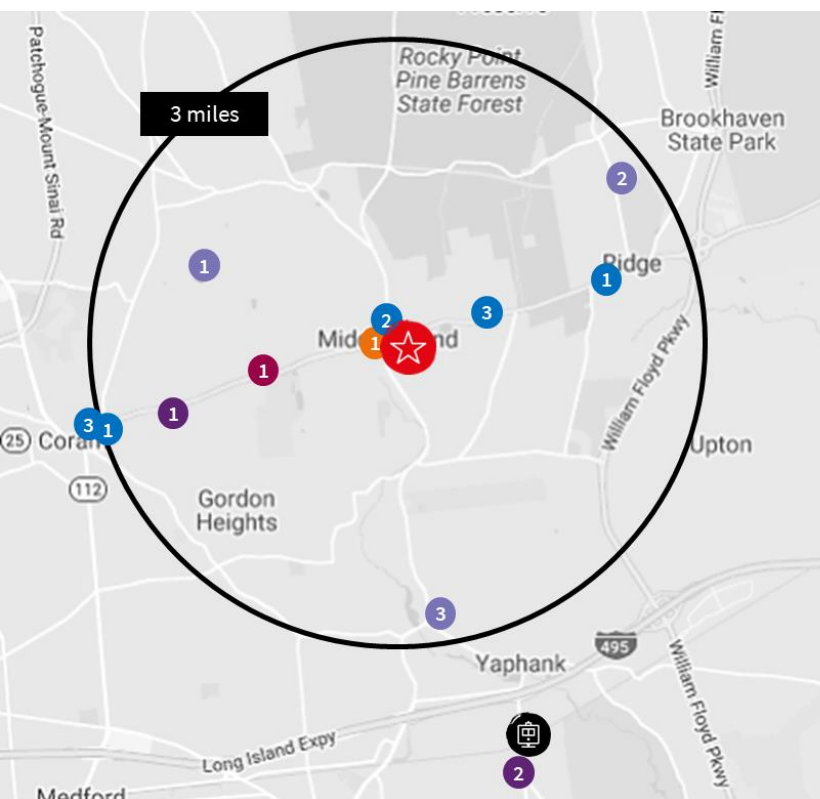 Patchogue-Mount Sinai Rd
Rocky Point
Pine Barrens
State Forest
William Fl
3 miles
Brookhaven
State Park
2
1
Ridge
1
3
2
Mid
nd
1
1
1
3
1
25
Coram
112
William Floyd Pkwy
Upton
Gordon
Heights
3
Yaphank
495
William Floyd Pkwy
Long Island Expy
2
Medford